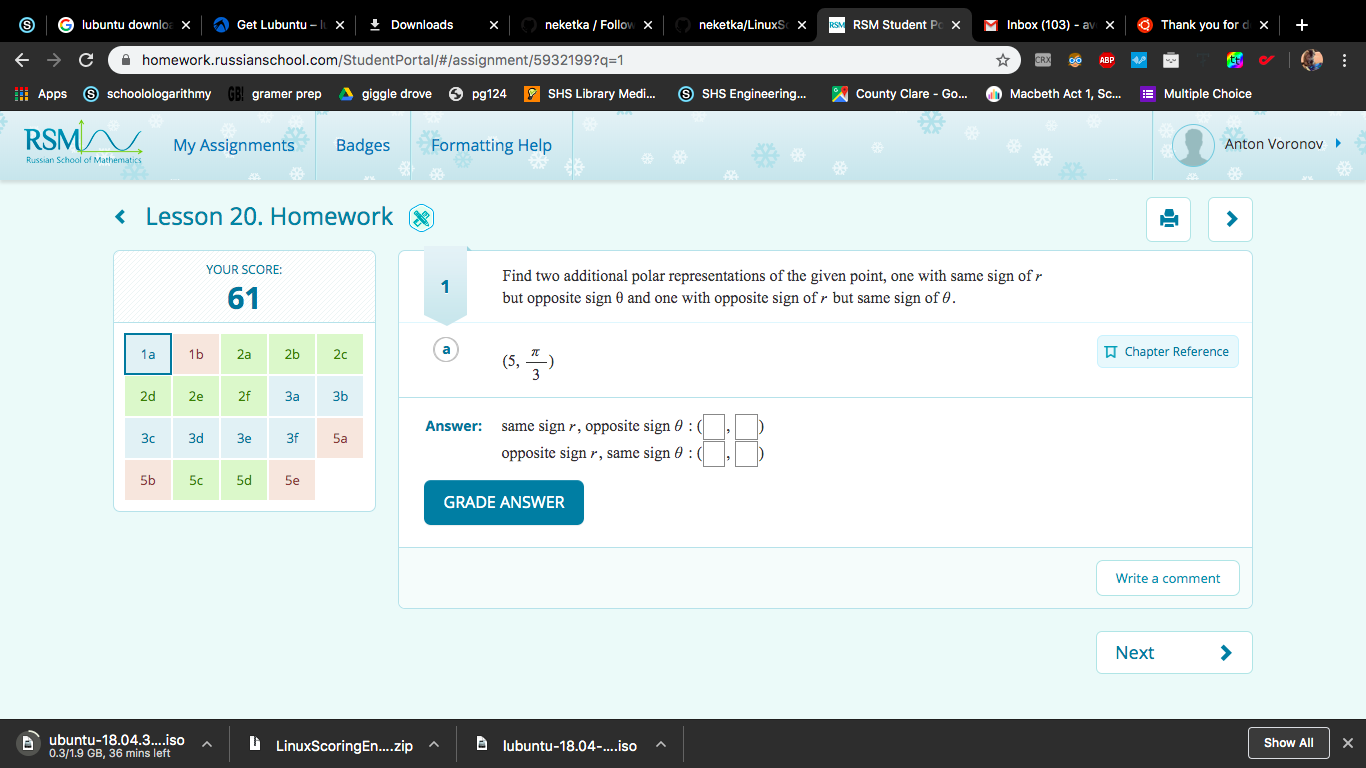 lubuntu downlo
Get Lubuntu – lu
Downloads
neketka / Follow
neketka/LinuxSc
RSM Student Po
Inbox (103) - av
Thank you for d
homework.russianschool.com/StudentPortal/#/assignment/5932199?q=1
Apps
schoolologarithmy
gramer prep
giggle drove
pg124
SHS Library Medi...
SHS Engineering...
County Clare - Go...
Macbeth Act 1, Sc...
Multiple Choice
RSM
Russian School of Mathematics
My Assignments
Badges
Formatting Help
Anton Voronov
Lesson 20. Homework
YOUR SCORE:
61
1a 1b 2a 2b 2c
2d 2e 2f 3a 3b
3c 3d 3e 3f 5a
5b 5c 5d 5e
1
Find two additional polar representations of the given point, one with same sign of r
but opposite sign θ and one with opposite sign of r but same sign of θ.
a
(5, π/3)
Chapter Reference
Answer:
same sign r, opposite sign θ : ( , )
opposite sign r, same sign θ : ( , )
GRADE ANSWER
Write a comment
Next
ubuntu-18.04.3....iso
0.3/1.9 GB, 36 mins left
LinuxScoringEn....zip
lubuntu-18.04-....iso
Show All